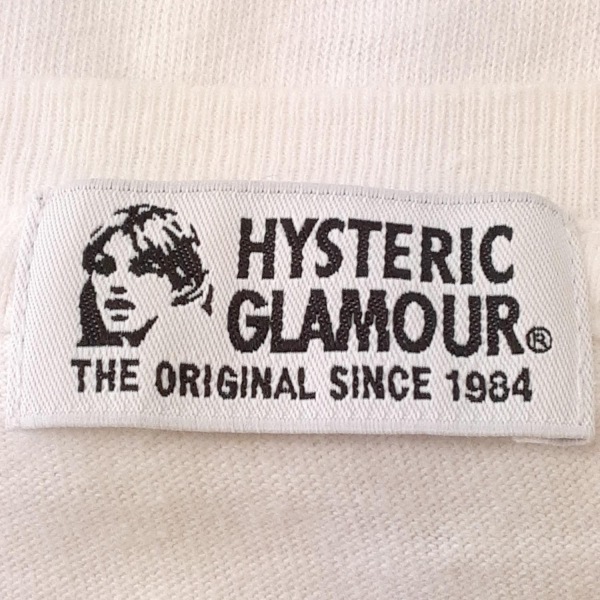 HYSTERIC
GLAMOUR®
THE ORIGINAL SINCE 1984